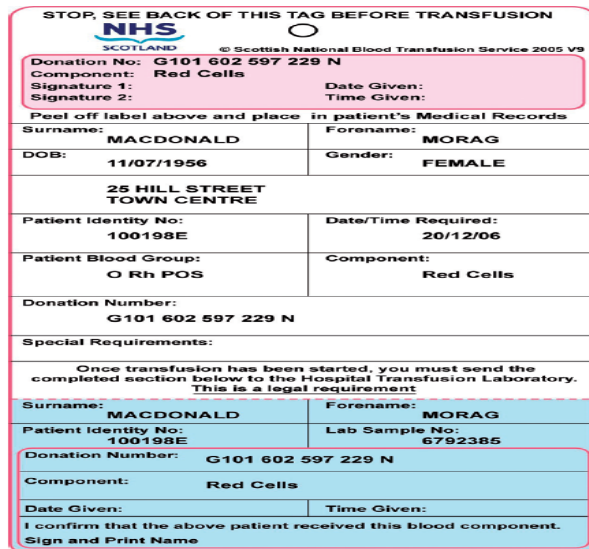 STOP, SEE BACK OF THIS TAG BEFORE TRANSFUSION
NHS
SCOTLAND
© Scottish National Blood Transfusion Service 2005 V9
Donation No: G101 602 597 229 N
Component: Red Cells
Signature 1: Date Given:
Signature 2: Time Given:
Peel off label above and place in patient's Medical Records
Surname: Forename:
MACDONALD MORAG
DOB: Gender:
11/07/1956 FEMALE
25 HILL STREET
TOWN CENTRE
Patient Identity No: Date/Time Required:
100198E 20/12/06
Patient Blood Group: Component:
O Rh POS Red Cells
Donation Number:
G101 602 597 229 N
Special Requirements:
Once transfusion has been started, you must send the
completed section below to the Hospital Transfusion Laboratory.
This is a legal requirement
Surname: Forename:
MACDONALD MORAG
Patient Identity No: Lab Sample No:
100198E 6792385
Donation Number: G101 602 597 229 N
Component: Red Cells
Date Given: Time Given:
I confirm that the above patient received this blood component.
Sign and Print Name